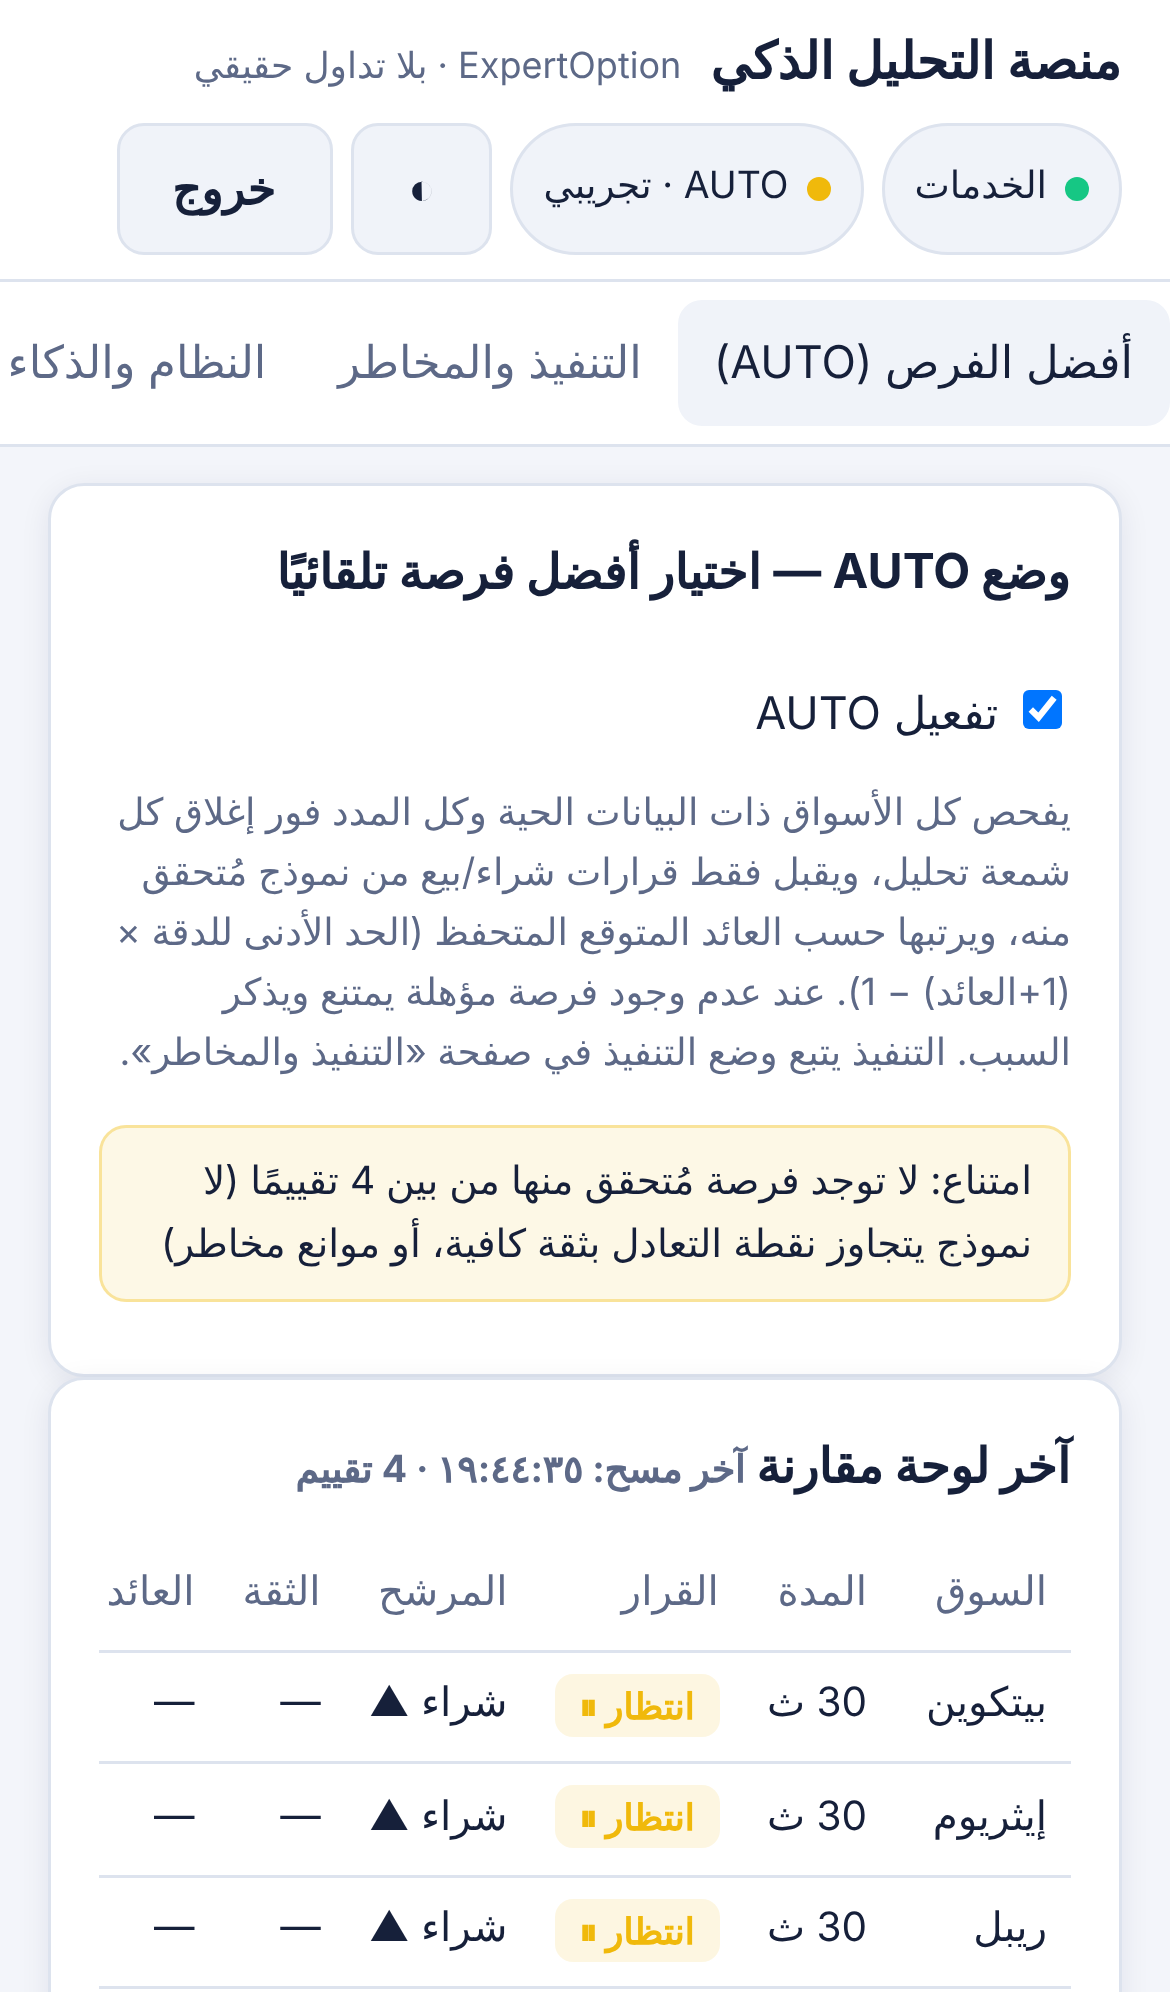 منصة التحليل الذكي ExpertOption · بلا تداول حقيقي
الخدمات AUTO · تجريبي ◐ خروج
أفضل الفرص (AUTO) التنفيذ والمخاطر النظام والذكاء
وضع AUTO — اختيار أفضل فرصة تلقائيًا
تفعيل AUTO
يفحص كل الأسواق ذات البيانات الحية وكل المدد فور إغلاق كل
شمعة تحليل، ويقبل فقط قرارات شراء/بيع من نموذج مُتحقق
منه، ويرتبها حسب العائد المتوقع المتحفظ (الحد الأدنى للدقة ×
(1+العائد) − 1). عند عدم وجود فرصة مؤهلة يمتنع ويذكر
السبب. التنفيذ يتبع وضع التنفيذ في صفحة «التنفيذ والمخاطر».
امتناع: لا توجد فرصة مُتحقق منها من بين 4 تقييمًا (لا
نموذج يتجاوز نقطة التعادل بثقة كافية، أو موانع مخاطر)
آخر لوحة مقارنة آخر مسح: ١٩:٤٤:٣٥ · 4 تقييم
السوق المدة القرار المرشح الثقة العائد
بيتكوين 30 ث انتظار ⏸ شراء ▲ — —
إيثريوم 30 ث انتظار ⏸ شراء ▲ — —
ريبل 30 ث انتظار ⏸ شراء ▲ — —